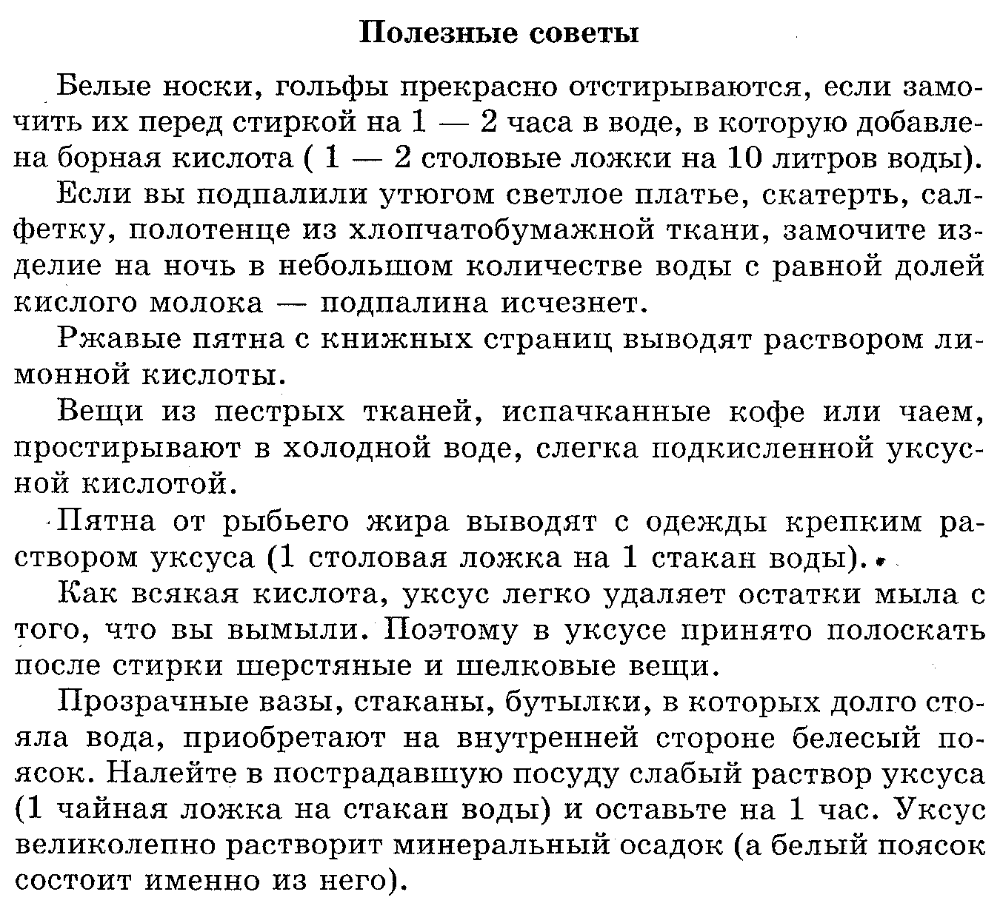 Полезные советы
Белые носки, гольфы прекрасно отстирываются, если замо-
чить их перед стиркой на 1 — 2 часа в воде, в которую добавле-
на борная кислота ( 1 — 2 столовые ложки на 10 литров воды).
Если вы подпалили утюгом светлое платье, скатерть, сал-
фетку, полотенце из хлопчатобумажной ткани, замочите из-
делие на ночь в небольшом количестве воды с равной долей
кислого молока — подпалина исчезнет.
Ржавые пятна с книжных страниц выводят раствором ли-
монной кислоты.
Вещи из пестрых тканей, испачканные кофе или чаем,
простирывают в холодной воде, слегка подкисленной уксус-
ной кислотой.
Пятна от рыбьего жира выводят с одежды крепким ра-
створом уксуса (1 столовая ложка на 1 стакан воды).
Как всякая кислота, уксус легко удаляет остатки мыла с
того, что вы вымыли. Поэтому в уксусе принято полоскать
после стирки шерстяные и шелковые вещи.
Прозрачные вазы, стаканы, бутылки, в которых долго сто-
яла вода, приобретают на внутренней стороне белесый по-
ясок. Налейте в пострадавшую посуду слабый раствор уксуса
(1 чайная ложка на стакан воды) и оставьте на 1 час. Уксус
великолепно растворит минеральный осадок (а белый поясок
состоит именно из него).